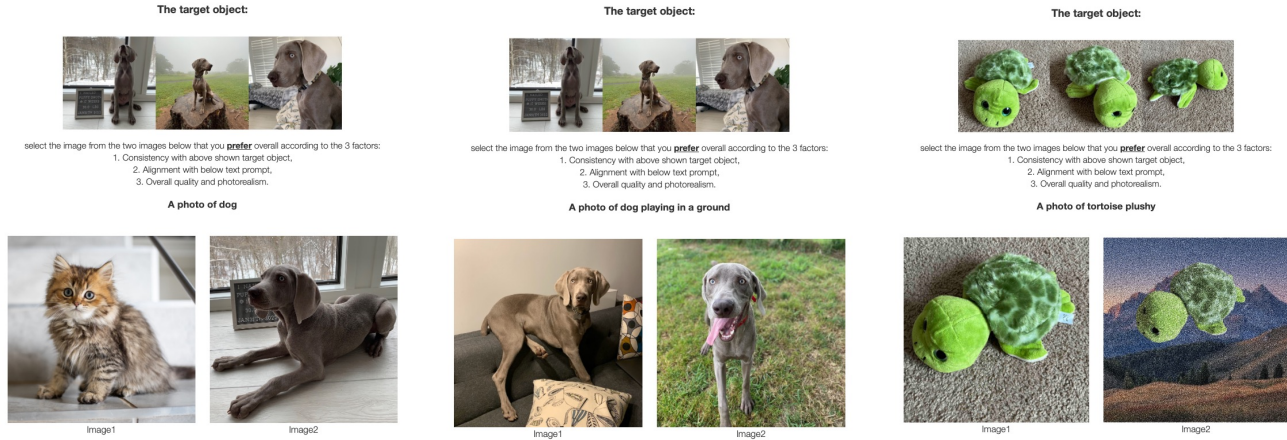 The target object:
select the image from the two images below that you prefer overall according to the 3 factors:
1. Consistency with above shown target object,
2. Alignment with below text prompt,
3. Overall quality and photorealism.
A photo of dog
Image1
Image2
The target object:
select the image from the two images below that you prefer overall according to the 3 factors:
1. Consistency with above shown target object,
2. Alignment with below text prompt,
3. Overall quality and photorealism.
A photo of dog playing in a ground
Image1
Image2
The target object:
select the image from the two images below that you prefer overall according to the 3 factors:
1. Consistency with above shown target object,
2. Alignment with below text prompt,
3. Overall quality and photorealism.
A photo of tortoise plushy
Image1
Image2